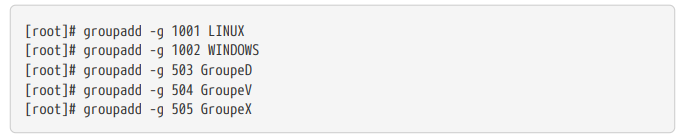 [root]# groupadd -g 1001 LINUX
[root]# groupadd -g 1002 WINDOWS
[root]# groupadd -g 503 GroupeD
[root]# groupadd -g 504 GroupeV
[root]# groupadd -g 505 GroupeX